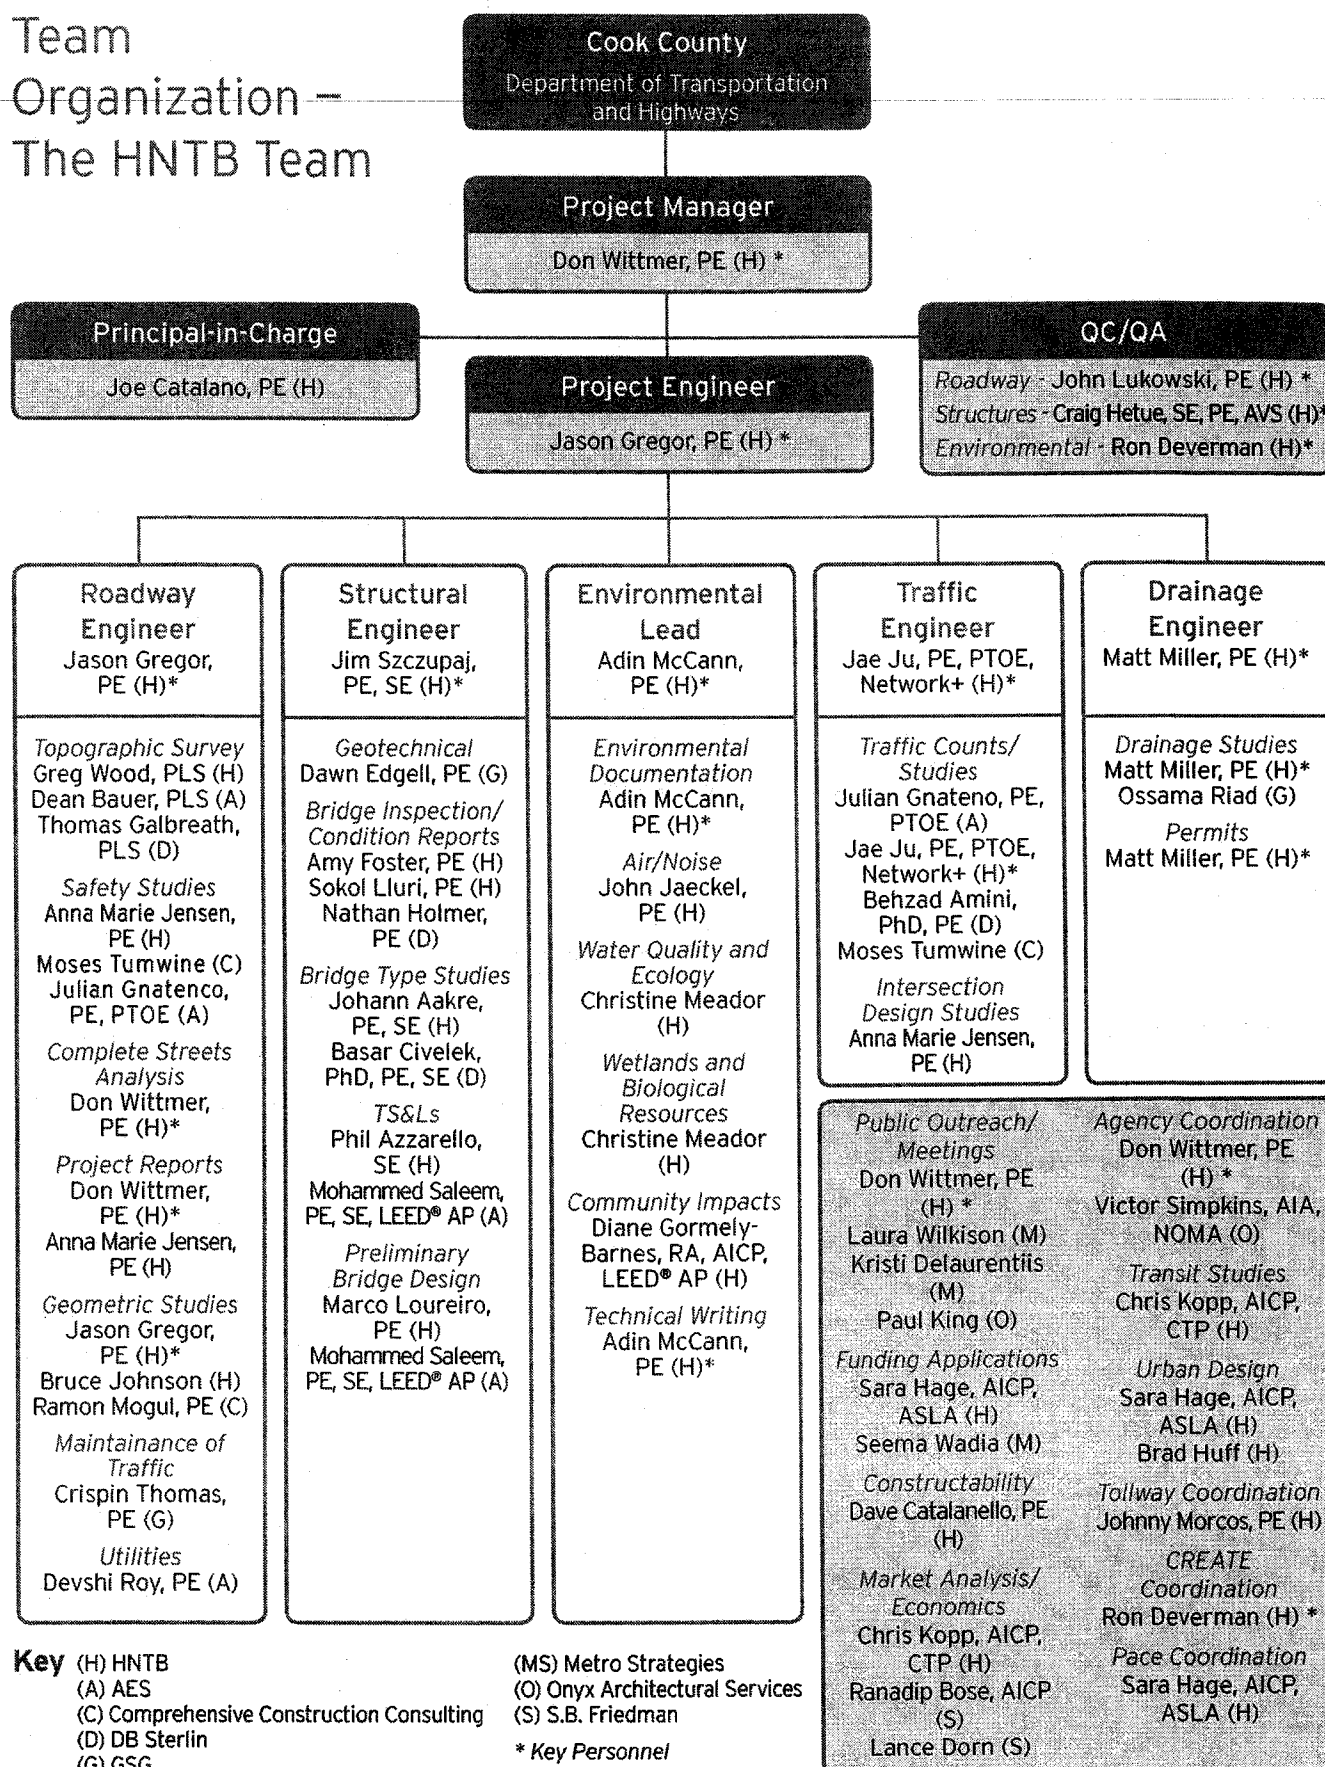 Team
Organization –
The HNTB Team
Cook County
Department of Transportation
and Highways
Project Manager
Don Wittmer, PE (H) *
Principal-in-Charge
Joe Catalano, PE (H)
Project Engineer
Jason Gregor, PE (H) *
QC/QA
Roadway - John Lukowski, PE (H) *
Structures - Craig Hetue, SE, PE, AVS (H)*
Environmental - Ron Deverman (H)*
Roadway
Engineer
Jason Gregor,
PE (H)*
Topographic Survey
Greg Wood, PLS (H)
Dean Bauer, PLS (A)
Thomas Galbreath,
PLS (D)
Safety Studies
Anna Marie Jensen,
PE (H)
Moses Tumwine (C)
Julian Gnatenco,
PE, PTOE (A)
Complete Streets
Analysis
Don Wittmer,
PE (H)*
Project Reports
Don Wittmer,
PE (H)*
Anna Marie Jensen,
PE (H)
Geometric Studies
Jason Gregor,
PE (H)*
Bruce Johnson (H)
Ramon Mogul, PE (C)
Maintainance of
Traffic
Crispin Thomas,
PE (G)
Utilities
Devshi Roy, PE (A)
Structural
Engineer
Jim Szczupaj,
PE, SE (H)*
Geotechnical
Dawn Edgell, PE (G)
Bridge Inspection/
Condition Reports
Amy Foster, PE (H)
Sokol Lluri, PE (H)
Nathan Holmer,
PE (D)
Bridge Type Studies
Johann Aakre,
PE, SE (H)
Basar Civelek,
PhD, PE, SE (D)
TS&Ls
Phil Azzarello,
SE (H)
Mohammed Saleem,
PE, SE, LEED® AP (A)
Preliminary
Bridge Design
Marco Loureiro,
PE (H)
Mohammed Saleem,
PE, SE, LEED® AP (A)
Environmental
Lead
Adin McCann,
PE (H)*
Environmental
Documentation
Adin McCann,
PE (H)*
Air/Noise
John Jaeckel,
PE (H)
Water Quality and
Ecology
Christine Meador
(H)
Wetlands and
Biological
Resources
Christine Meador
(H)
Community Impacts
Diane Gormely-
Barnes, RA, AICP,
LEED® AP (H)
Technical Writing
Adin McCann,
PE (H)*
Traffic
Engineer
Jae Ju, PE, PTOE,
Network+ (H)*
Traffic Counts/
Studies
Julian Gnateno, PE,
PTOE (A)
Jae Ju, PE, PTOE,
Network+ (H)*
Behzad Amini,
PhD, PE (D)
Moses Tumwine (C)
Intersection
Design Studies
Anna Marie Jensen,
PE (H)
Drainage
Engineer
Matt Miller, PE (H)*
Drainage Studies
Matt Miller, PE (H)*
Ossama Riad (G)
Permits
Matt Miller, PE (H)*
Public Outreach/
Meetings
Don Wittmer, PE
(H) *
Laura Wilkison (M)
Kristi Delaurentiis
(M)
Paul King (O)
Funding Applications
Sara Hage, AICP,
ASLA (H)
Seema Wadia (M)
Constructability
Dave Catalanello, PE
(H)
Market Analysis/
Economics
Chris Kopp, AICP,
CTP (H)
Ranadip Bose, AICP
(S)
Lance Dorn (S)
Agency Coordination
Don Wittmer, PE
(H) *
Victor Simpkins, AIA,
NOMA (O)
Transit Studies
Chris Kopp, AICP,
CTP (H)
Urban Design
Sara Hage, AICP,
ASLA (H)
Brad Huff (H)
Tollway Coordination
Johnny Morcos, PE (H)
CREATE
Coordination
Ron Deverman (H) *
Pace Coordination
Sara Hage, AICP,
ASLA (H)
Key (H) HNTB
(A) AES
(C) Comprehensive Construction Consulting
(D) DB Sterlin
(G) GSG
(MS) Metro Strategies
(O) Onyx Architectural Services
(S) S.B. Friedman
* Key Personnel